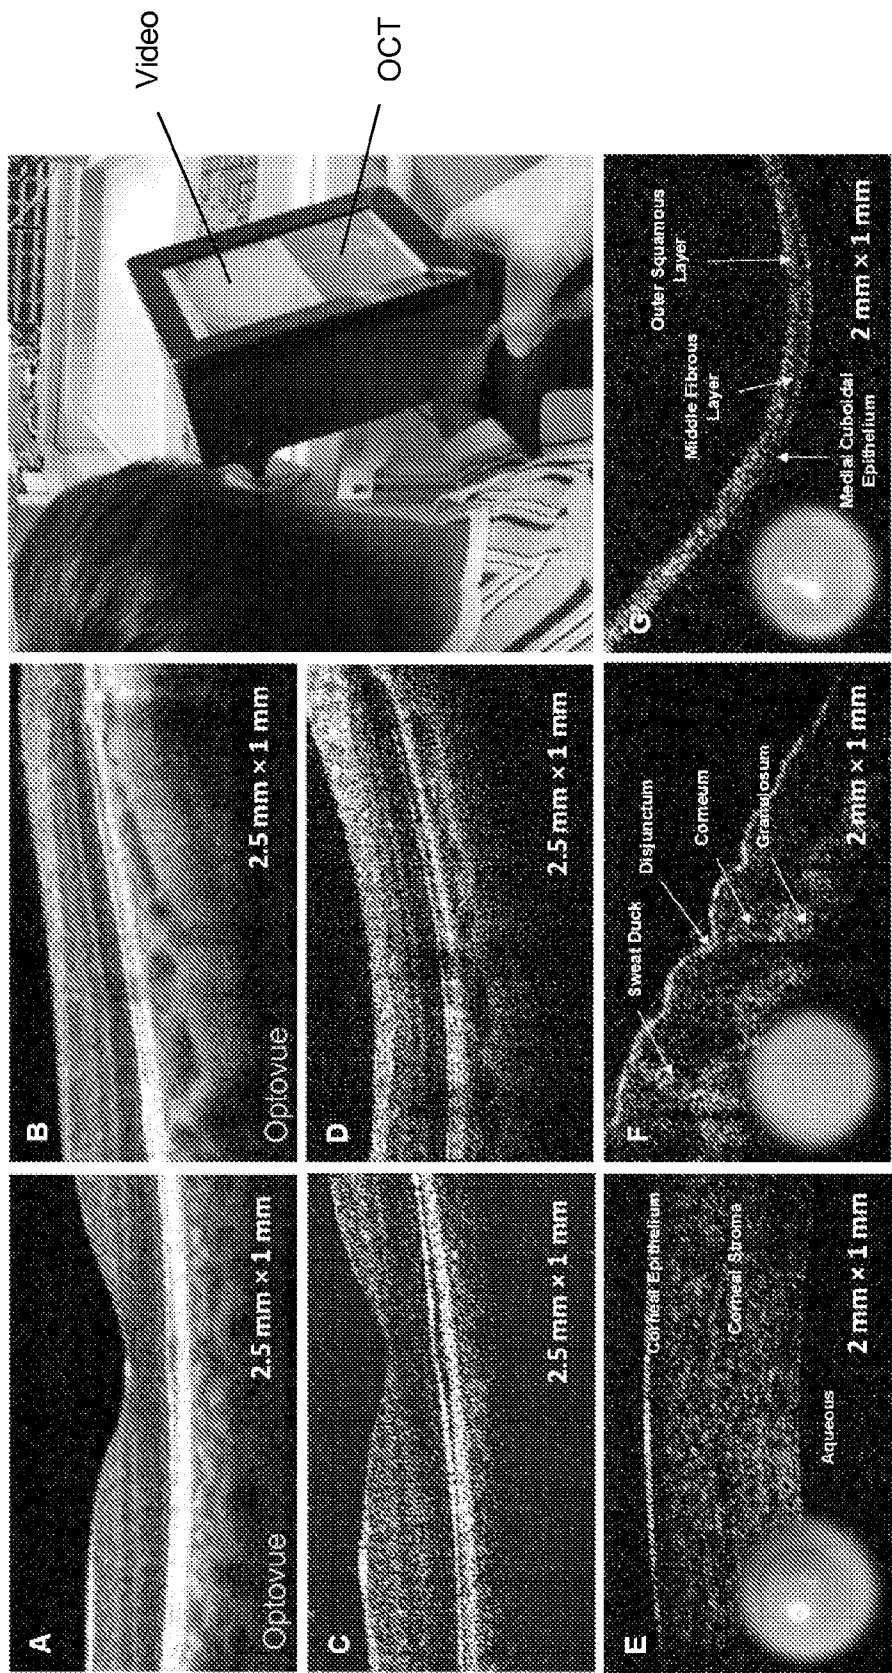 A
Optovue
2.5 mm × 1 mm
B
Optovue
2.5 mm × 1 mm
Video
OCT
C
2.5 mm × 1 mm
D
2.5 mm × 1 mm
E
Corneal Epithelium
Corneal Stroma
Aqueous
2 mm × 1 mm
F
Sweat Duck
Disjunctum
Corneum
Granulosum
2 mm × 1 mm
G
Middle Fibrous
Layer
Outer Squamous
Layer
Medial Cuboidal
Epithelium
2 mm × 1 mm